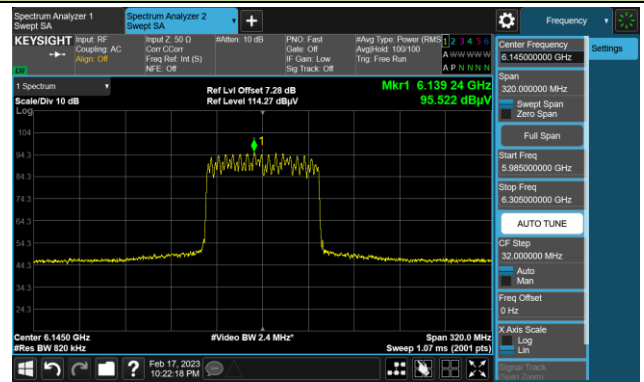 Spectrum Analyzer 1
Swept SA
Spectrum Analyzer 2
Swept SA
+
Frequency
KEYSIGHT
Input: RF
Coupling: AC
Align: Off
Input Z: 50 Ω
Corr CCorr
Freq Ref: Int (S)
NFE: Off
#Atten: 10 dB
PNO: Fast
Gate: Off
IF Gain: Low
Sig Track: Off
#Avg Type: Power (RMS)
Avg|Hold: 100/100
Trig: Free Run
1 2 3 4 5 6
A W W W W W
A P N N N N
LW
Center Frequency
6.145000000 GHz
Settings
Span
320.000000 MHz
Swept Span
Zero Span
Full Span
Start Freq
5.985000000 GHz
Stop Freq
6.305000000 GHz
AUTO TUNE
CF Step
32.000000 MHz
Auto
Man
Freq Offset
0 Hz
X Axis Scale
Log
Lin
Signal Track
(Span Zoom)
1 Spectrum
Scale/Div 10 dB
Log
Ref Lvl Offset 7.28 dB
Ref Level 114.27 dBµV
Mkr1 6.139 24 GHz
95.522 dBµV
1
104
94.3
84.3
74.3
64.3
54.3
44.3
34.3
24.3
Center 6.1450 GHz
#Res BW 820 kHz
#Video BW 2.4 MHz*
Span 320.0 MHz
Sweep 1.07 ms (2001 pts)
?
Feb 17, 2023
10:22:18 PM